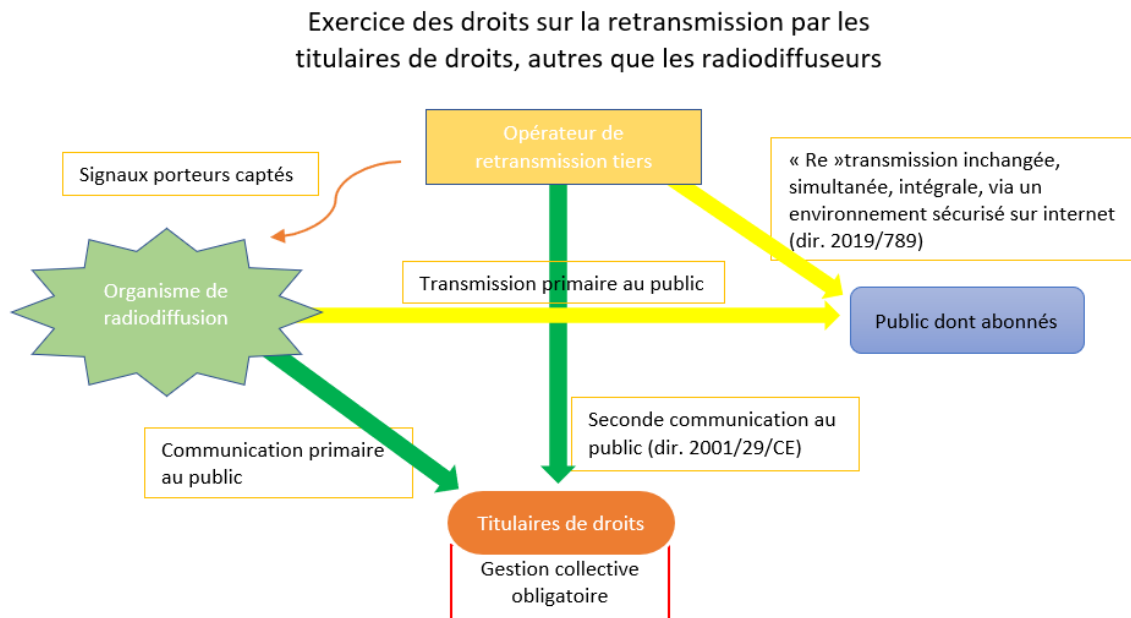 Exercice des droits sur la retransmission par les
titulaires de droits, autres que les radiodiffuseurs
Opérateur de
retransmission tiers
Signaux porteurs captés
« Re »transmission inchangée,
simultanée, intégrale, via un
environnement sécurisé sur internet
(dir. 2019/789)
Organisme de
radiodiffusion
Transmission primaire au public
Public dont abonnés
Communication primaire
au public
Seconde communication au
public (dir. 2001/29/CE)
Titulaires de droits
Gestion collective
obligatoire